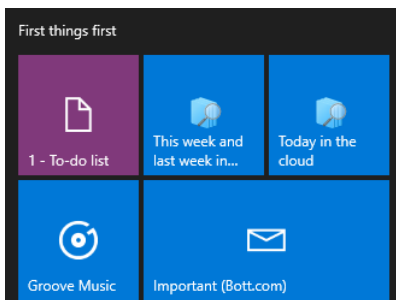 First things first
1 - To-do list
This week and
last week in...
Today in the
cloud
Groove Music
Important (Bott.com)